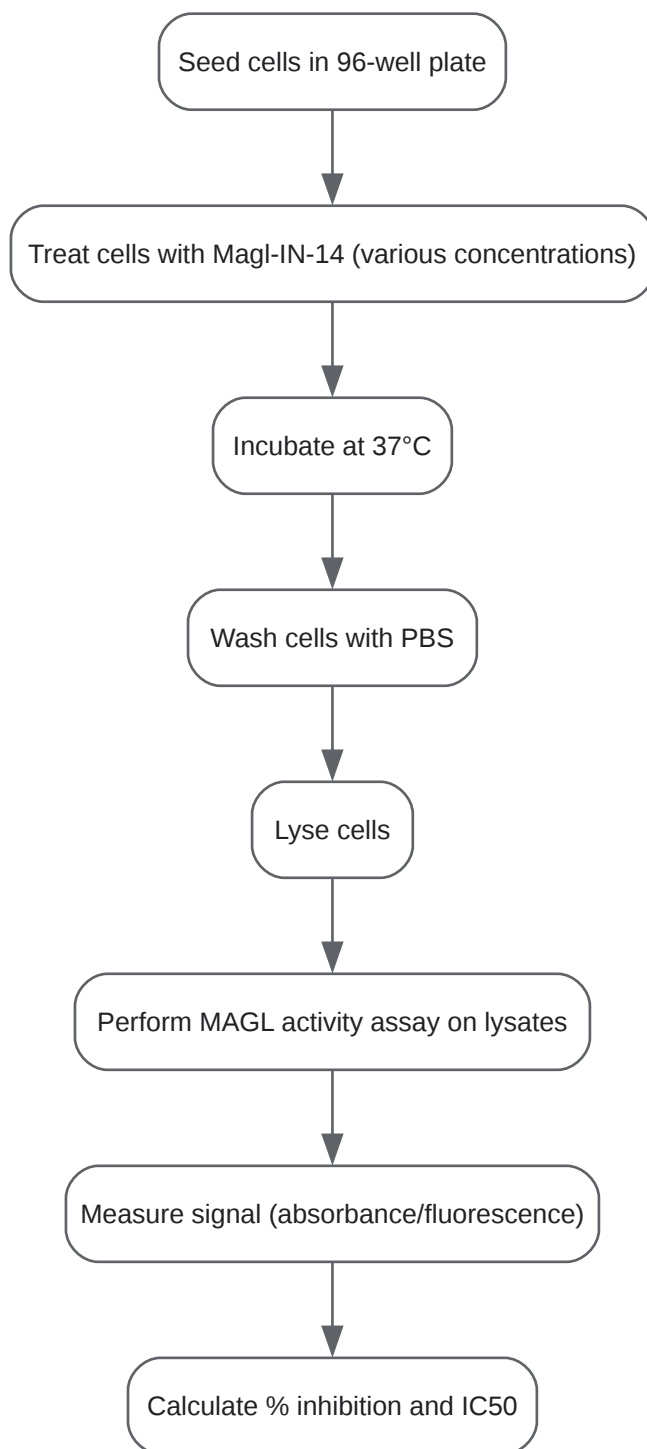 Seed cells in 96-well plate
Treat cells with Magl-IN-14 (various concentrations)
Incubate at 37°C
Wash cells with PBS
Lyse cells
Perform MAGL activity assay on lysates
Measure signal (absorbance/fluorescence)
Calculate % inhibition and IC50